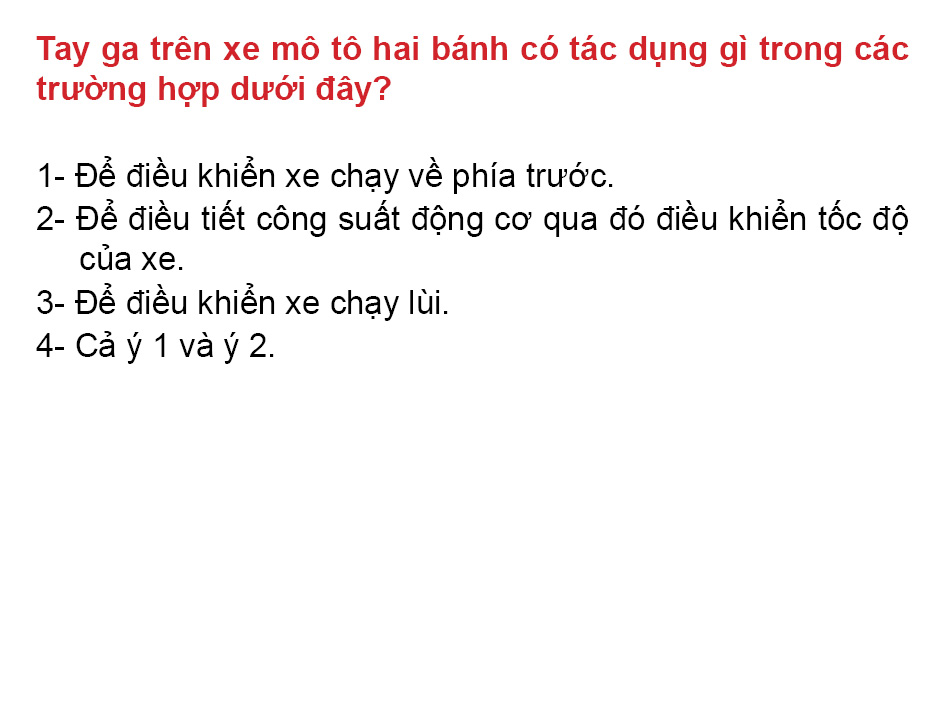 Tay ga trên xe mô tô hai bánh có tác dụng gì trong các
trường hợp dưới đây?
1- Để điều khiển xe chạy về phía trước.
2- Để điều tiết công suất động cơ qua đó điều khiển tốc độ
của xe.
3- Để điều khiển xe chạy lùi.
4- Cả ý 1 và ý 2.